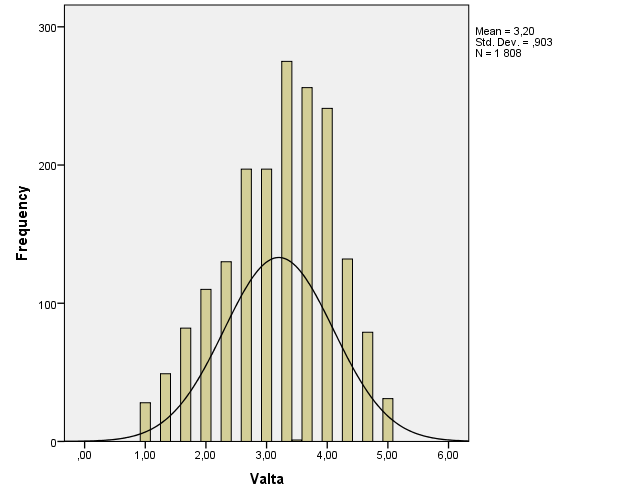 Mean = 3,20
Std. Dev. = ,903
N = 1 808
300
200
100
0
Frequency
,00
1,00
2,00
3,00
4,00
5,00
6,00
Valta